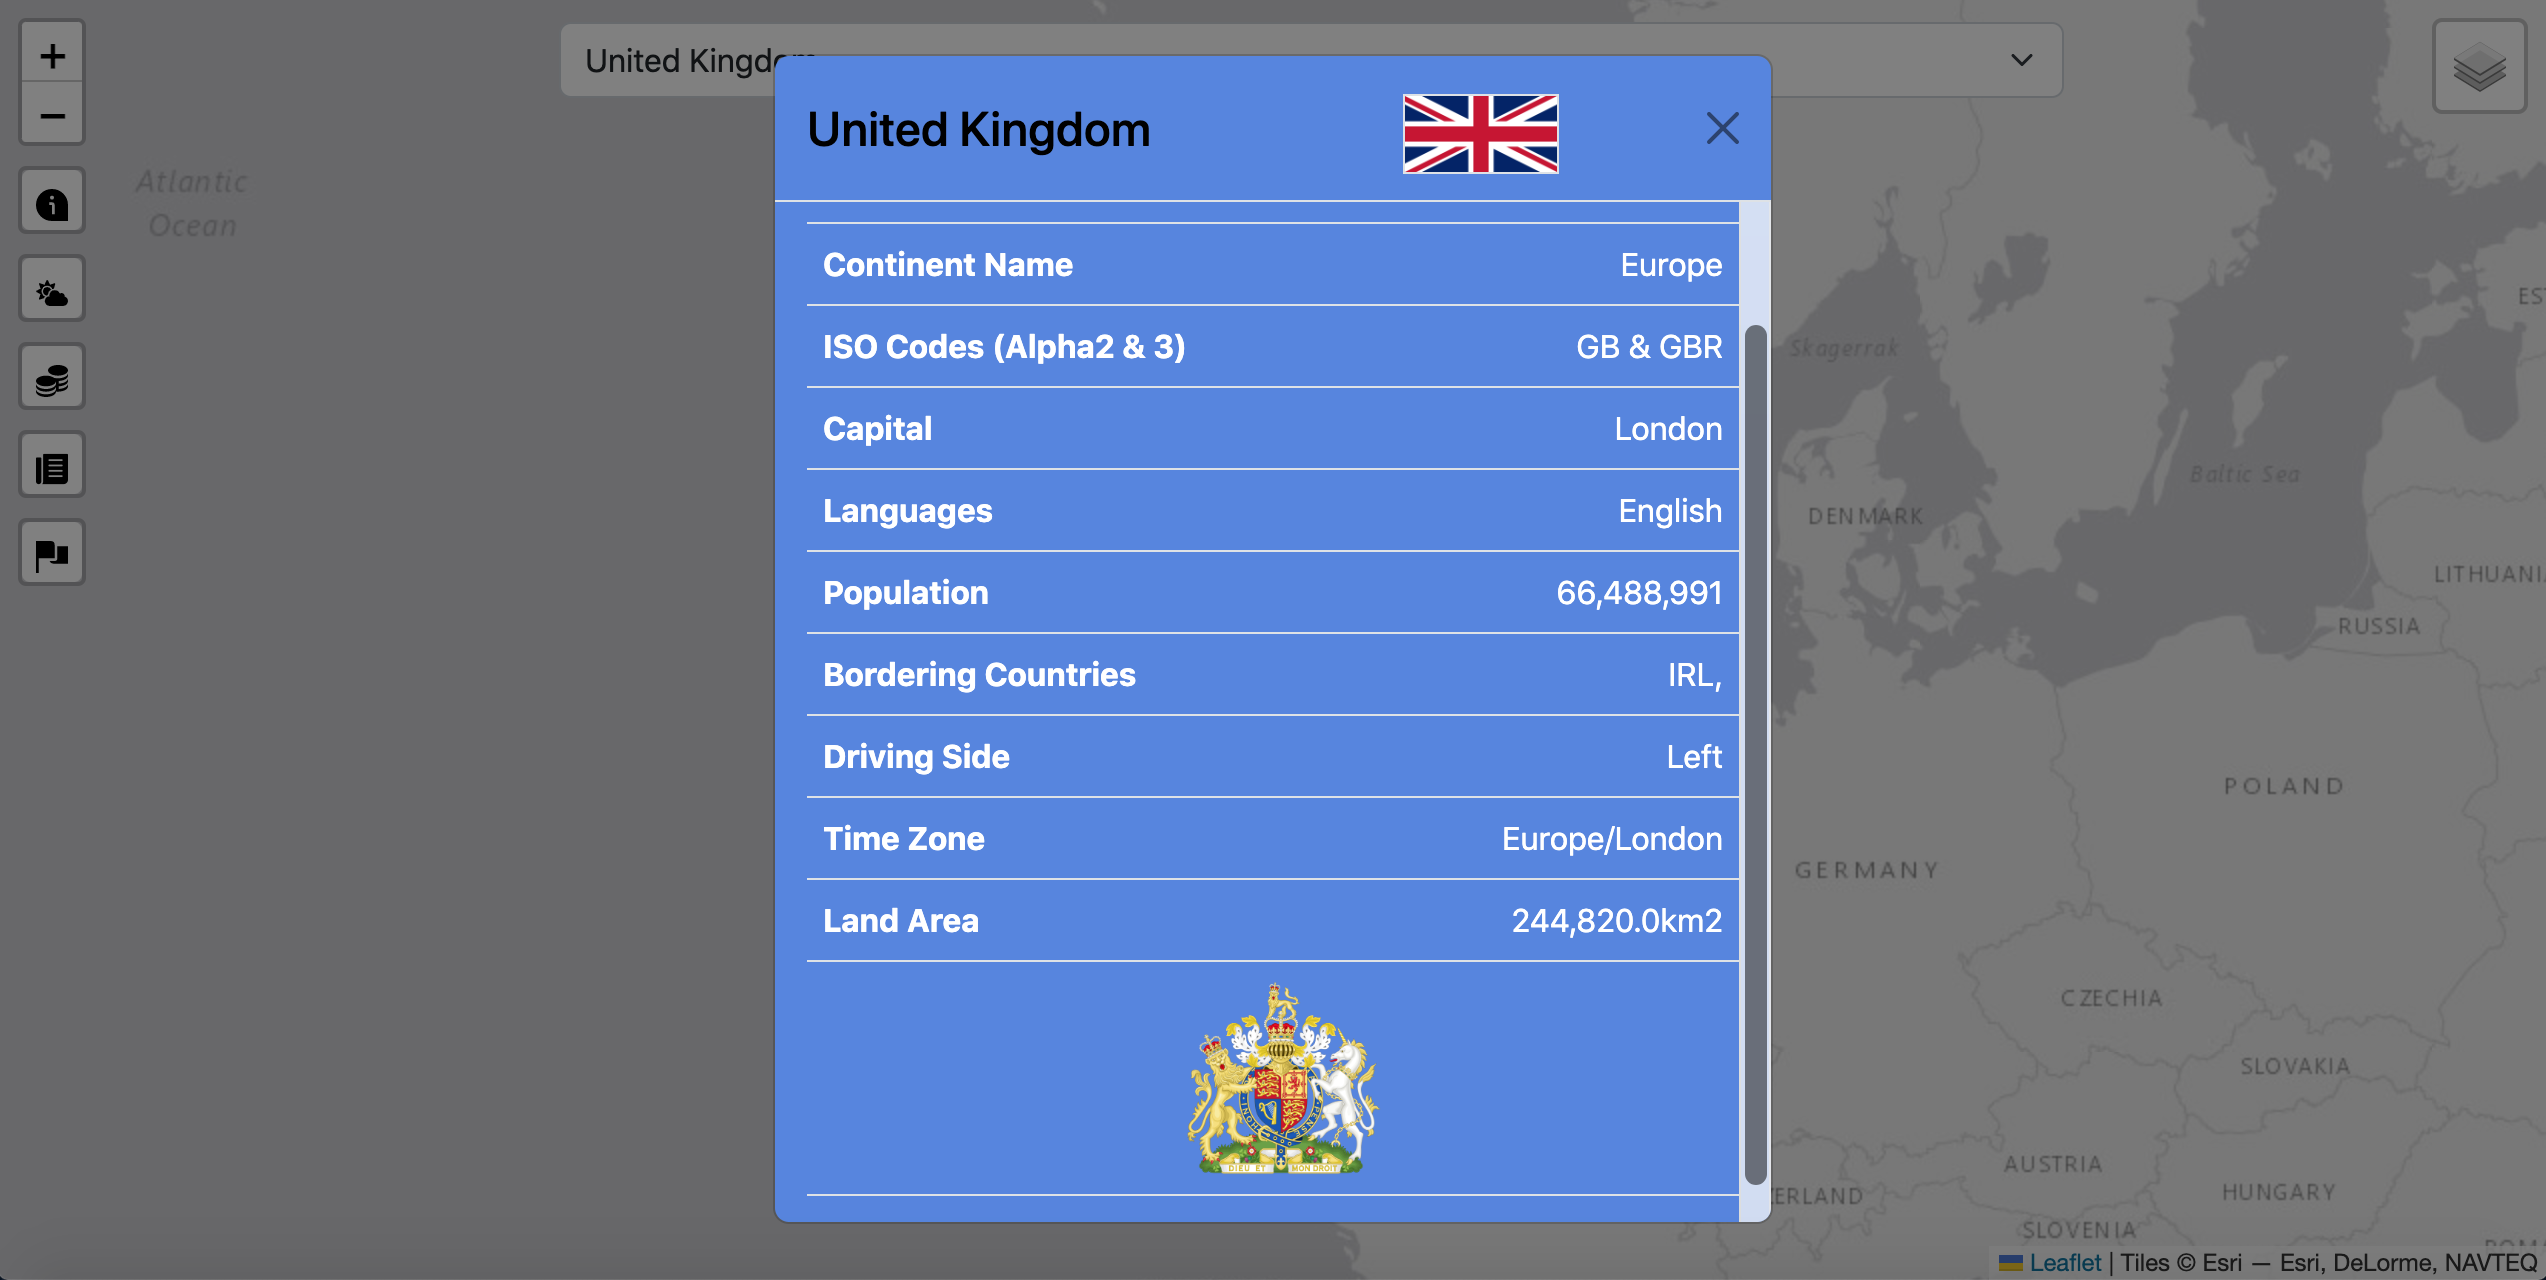 +
−
United Kingdo
United Kingdom
Continent Name Europe
ISO Codes (Alpha2 & 3) GB & GBR
Capital London
Languages English
Population 66,488,991
Bordering Countries IRL,
Driving Side Left
Time Zone Europe/London
Land Area 244,820.0km2
DIEU ET MON DROIT
Atlantic
Ocean
Skagerrak
Baltic Sea
DENMARK
LITHUANI
RUSSIA
POLAND
GERMANY
CZECHIA
SLOVAKIA
AUSTRIA
ERLAND
HUNGARY
SLOVENIA
Leaflet | Tiles © Esri — Esri, DeLorme, NAVTEQ